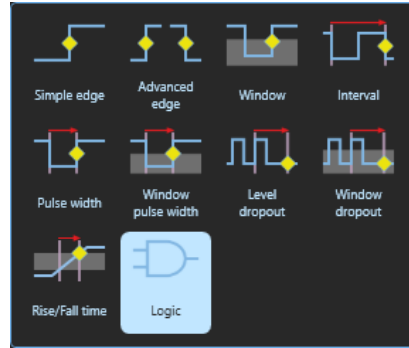 Simple edge
Advanced
edge
Window
Interval
Pulse width
Window
pulse width
Level
dropout
Window
dropout
Rise/Fall time
Logic